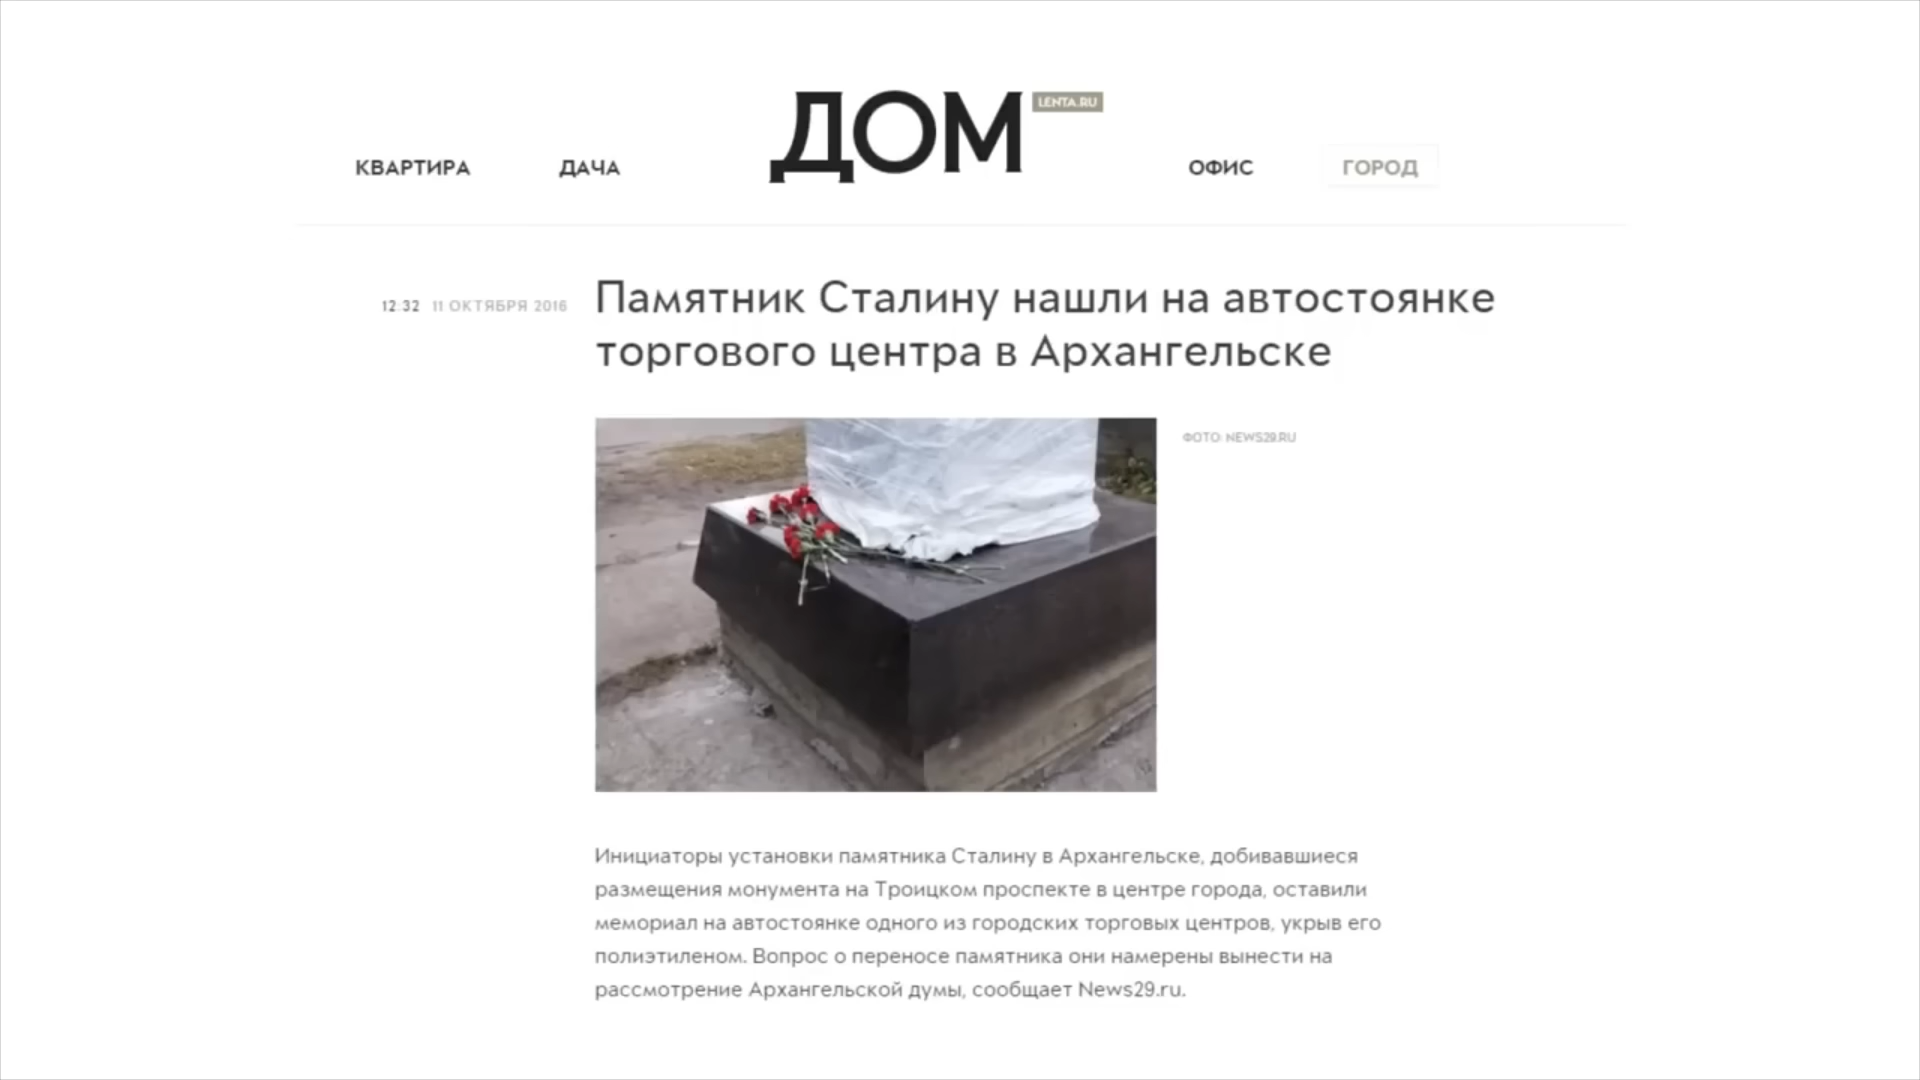 ДОМ LENTA.RU
КВАРТИРА ДАЧА ОФИС ГОРОД
12:32 11 ОКТЯБРЯ 2016
Памятник Сталину нашли на автостоянке
торгового центра в Архангельске
ФОТО: NEWS29.RU
Инициаторы установки памятника Сталину в Архангельске, добивавшиеся
размещения монумента на Троицком проспекте в центре города, оставили
мемориал на автостоянке одного из городских торговых центров, укрыв его
полиэтиленом. Вопрос о переносе памятника они намерены вынести на
рассмотрение Архангельской думы, сообщает News29.ru.